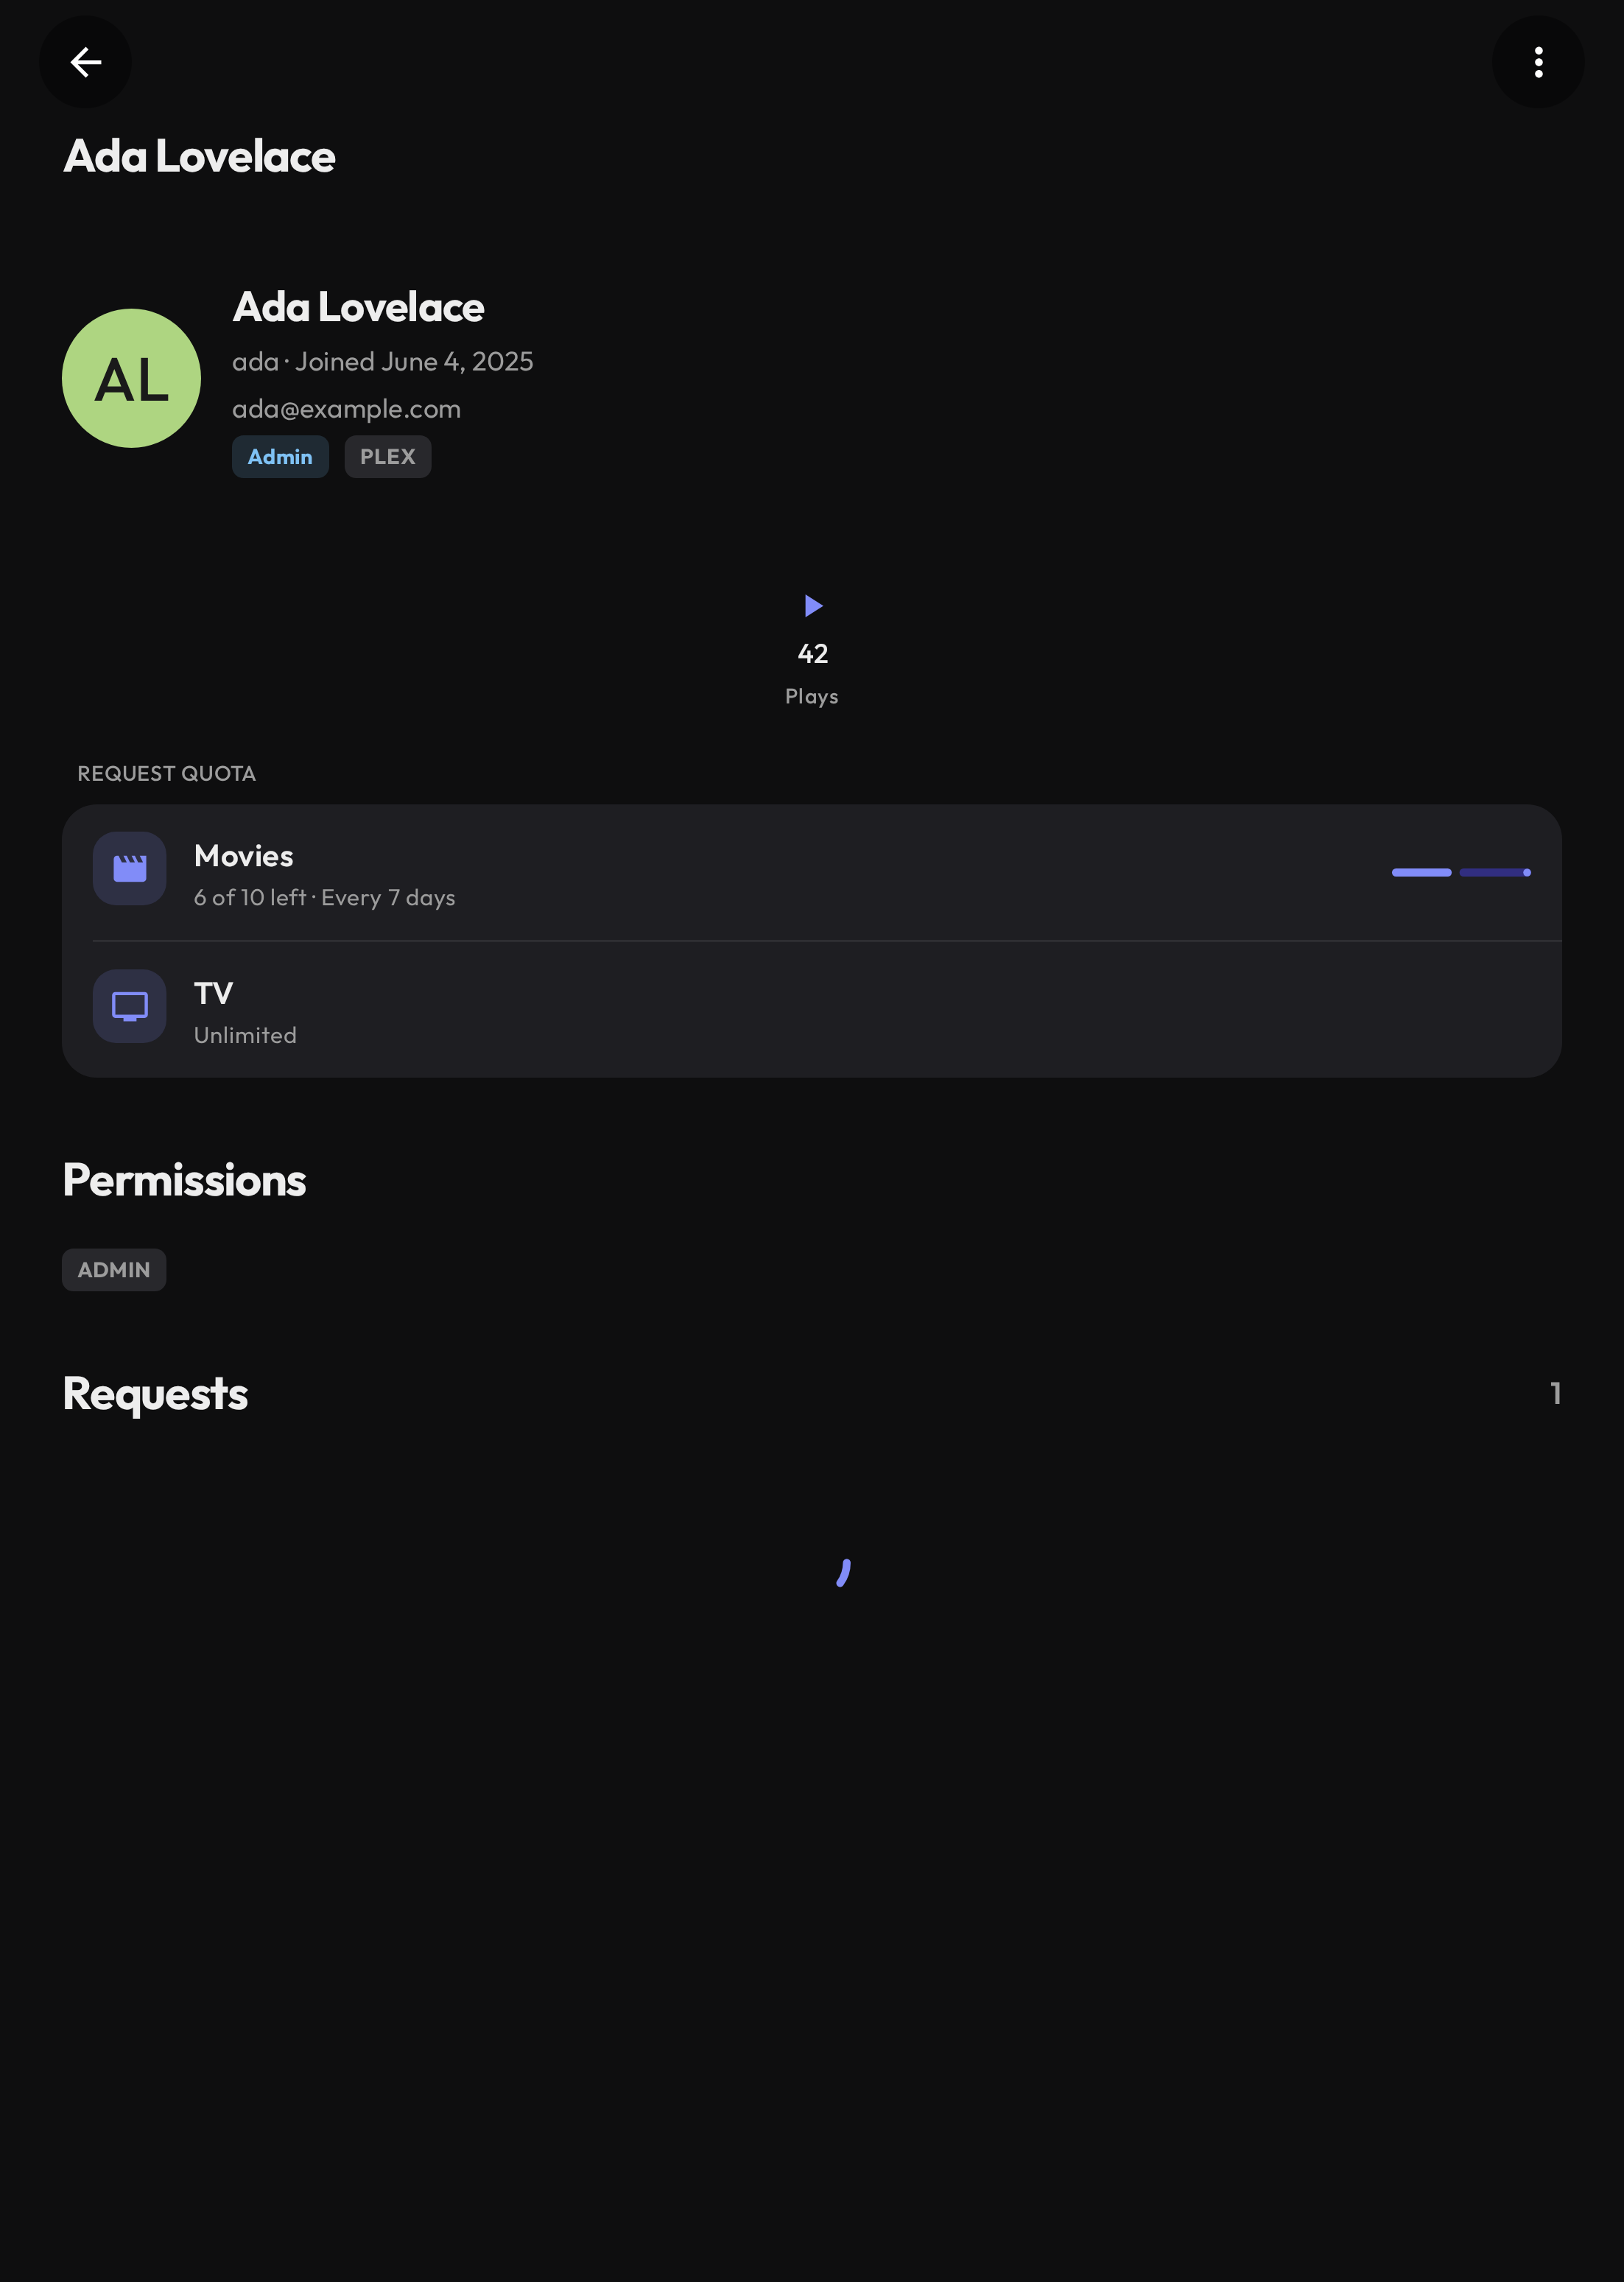 Ada Lovelace
Ada Lovelace
AL
ada · Joined June 4, 2025
ada@example.com
Admin PLEX
42
Plays
REQUEST QUOTA
Movies
6 of 10 left · Every 7 days
TV
Unlimited
Permissions
ADMIN
Requests 1